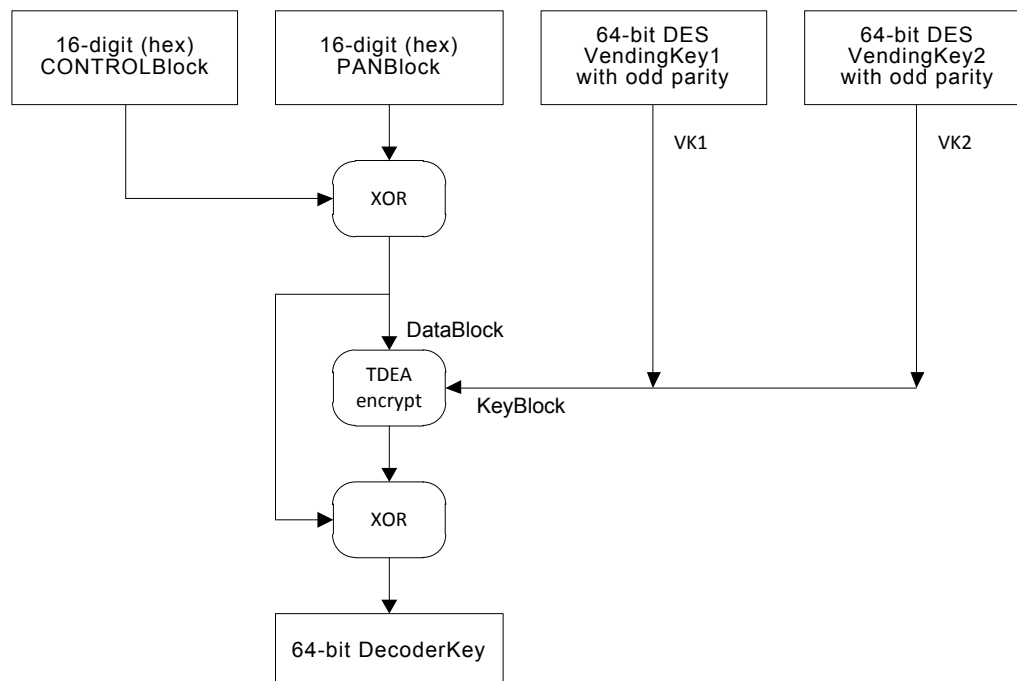 16-digit (hex)
CONTROLBlock
16-digit (hex)
PANBlock
64-bit DES
VendingKey1
with odd parity
64-bit DES
VendingKey2
with odd parity
VK1
VK2
XOR
DataBlock
TDEA
encrypt
KeyBlock
XOR
64-bit DecoderKey